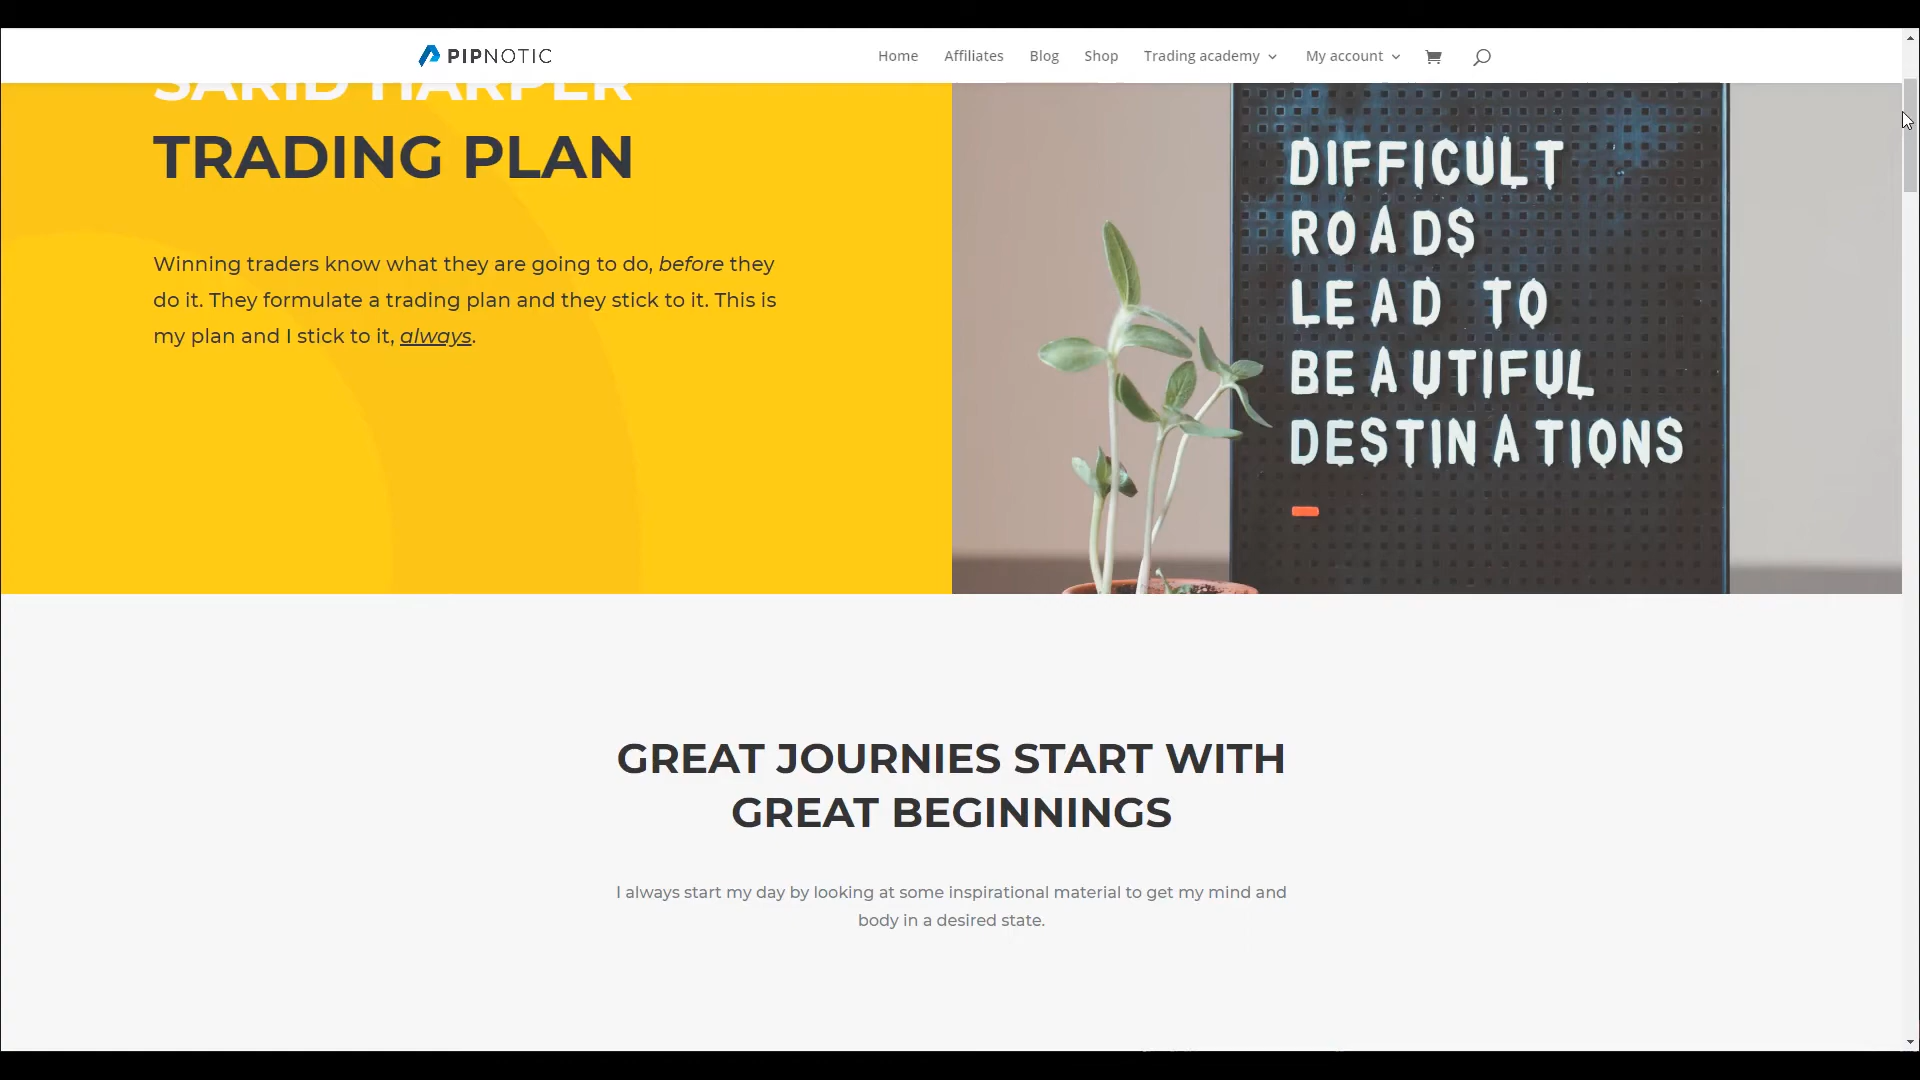 PIPNOTIC
Home Affiliates Blog Shop Trading academy My account
SARID HARPER
TRADING PLAN
Winning traders know what they are going to do, before they
do it. They formulate a trading plan and they stick to it. This is
my plan and I stick to it, always.
DIFFICULT
ROADS
LEAD TO
BEAUTIFUL
DESTINATIONS
GREAT JOURNIES START WITH
GREAT BEGINNINGS
I always start my day by looking at some inspirational material to get my mind and
body in a desired state.